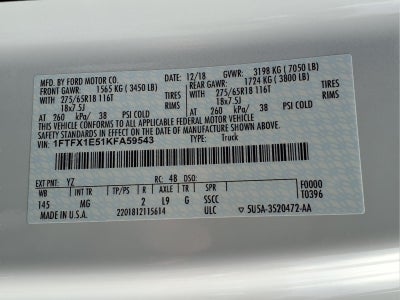 MFD. BY FORD MOTOR CO.
DATE: 12/18 GVWR: 3198 KG (7050 LB)
FRONT GAWR: 1565 KG (3450 LB) REAR GAWR: 1724 KG (3800 LB)
WITH 275/65R18 116T TIRES WITH 275/65R18 116T TIRES
18x7.5J RIMS 18x7.5J RIMS
AT 260 kPa/ 38 PSI COLD AT 260 kPa/ 38 PSI COLD
THIS VEHICLE CONFORMS TO ALL APPLICABLE FEDERAL MOTOR VEHICLE
SAFETY STANDARDS IN EFFECT ON THE DATE OF MANUFACTURE SHOWN ABOVE.
VIN: 1FTFX1E51KFA59543 TYPE: Truck
EXT PNT: YZ RC: 48 DSO: F0000
WB INT TR TP/PS R AXLE TR SPR T0396
145 MG 2 L9 G SSCC
MADE IN U.S.A. 2201812115614 ULC 5U5A-3520472-AA